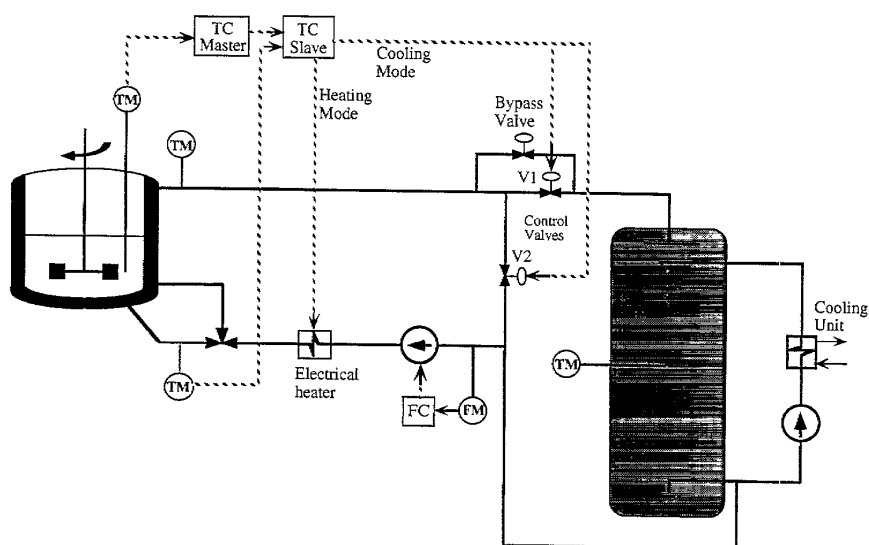 TC
Master
TC
Slave
Cooling
Mode
Heating
Mode
TM
TM
Bypass
Valve
V1
Control
Valves
V2
Cooling
Unit
Electrical
heater
TM
TM
FC
FM